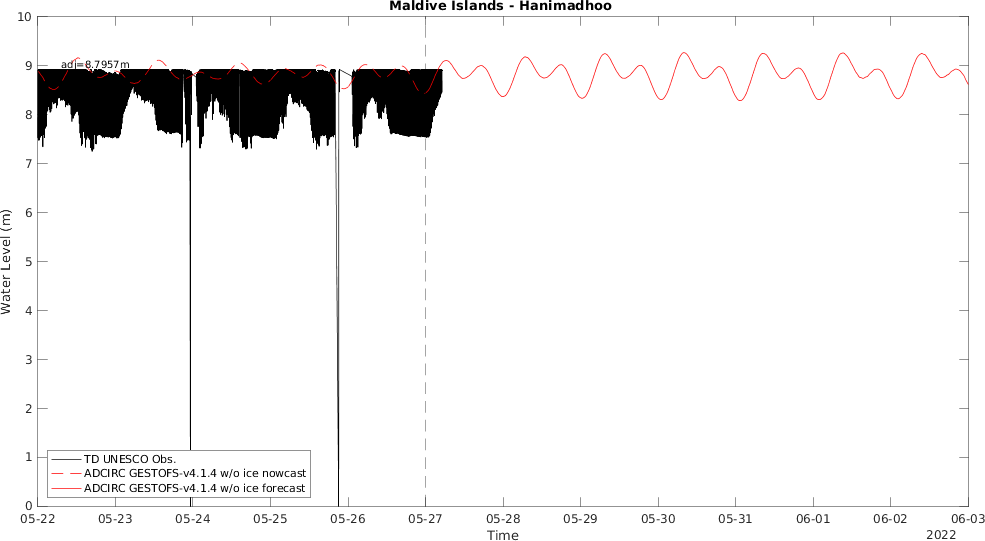 Maldive Islands - Hanimadhoo
10
9
8
7
6
5
4
3
2
1
0
Water Level (m)
adj=8.7957m
TD UNESCO Obs.
ADCIRC GESTOFS-v4.1.4 w/o ice nowcast
ADCIRC GESTOFS-v4.1.4 w/o ice forecast
05-22 05-23 05-24 05-25 05-26 05-27 05-28 05-29 05-30 05-31 06-01 06-02 06-03
Time
2022